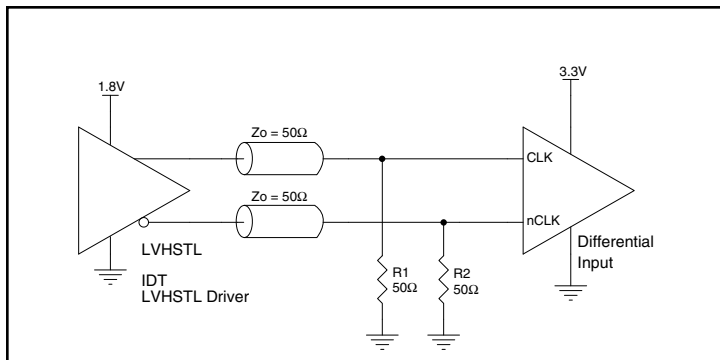 1.8V
3.3V
Zo = 50Ω
CLK
Zo = 50Ω
nCLK
LVHSTL
IDT
LVHSTL Driver
R1
50Ω
R2
50Ω
Differential
Input